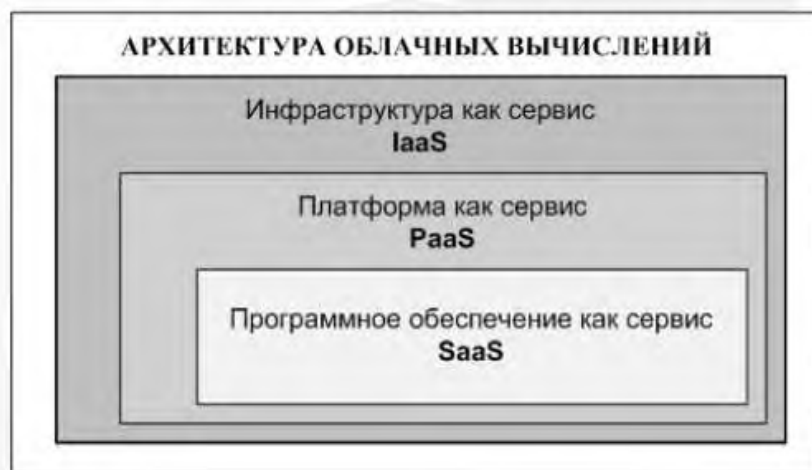 АРХИТЕКТУРА ОБЛАЧНЫХ ВЫЧИСЛЕНИЙ
Инфраструктура как сервис
IaaS
Платформа как сервис
PaaS
Программное обеспечение как сервис
SaaS